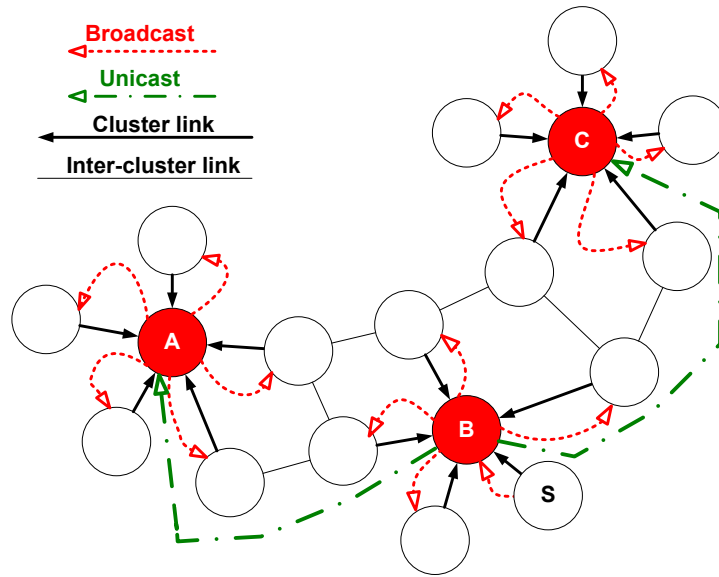 Broadcast
Unicast
Cluster link
Inter-cluster link
C
A
B
S